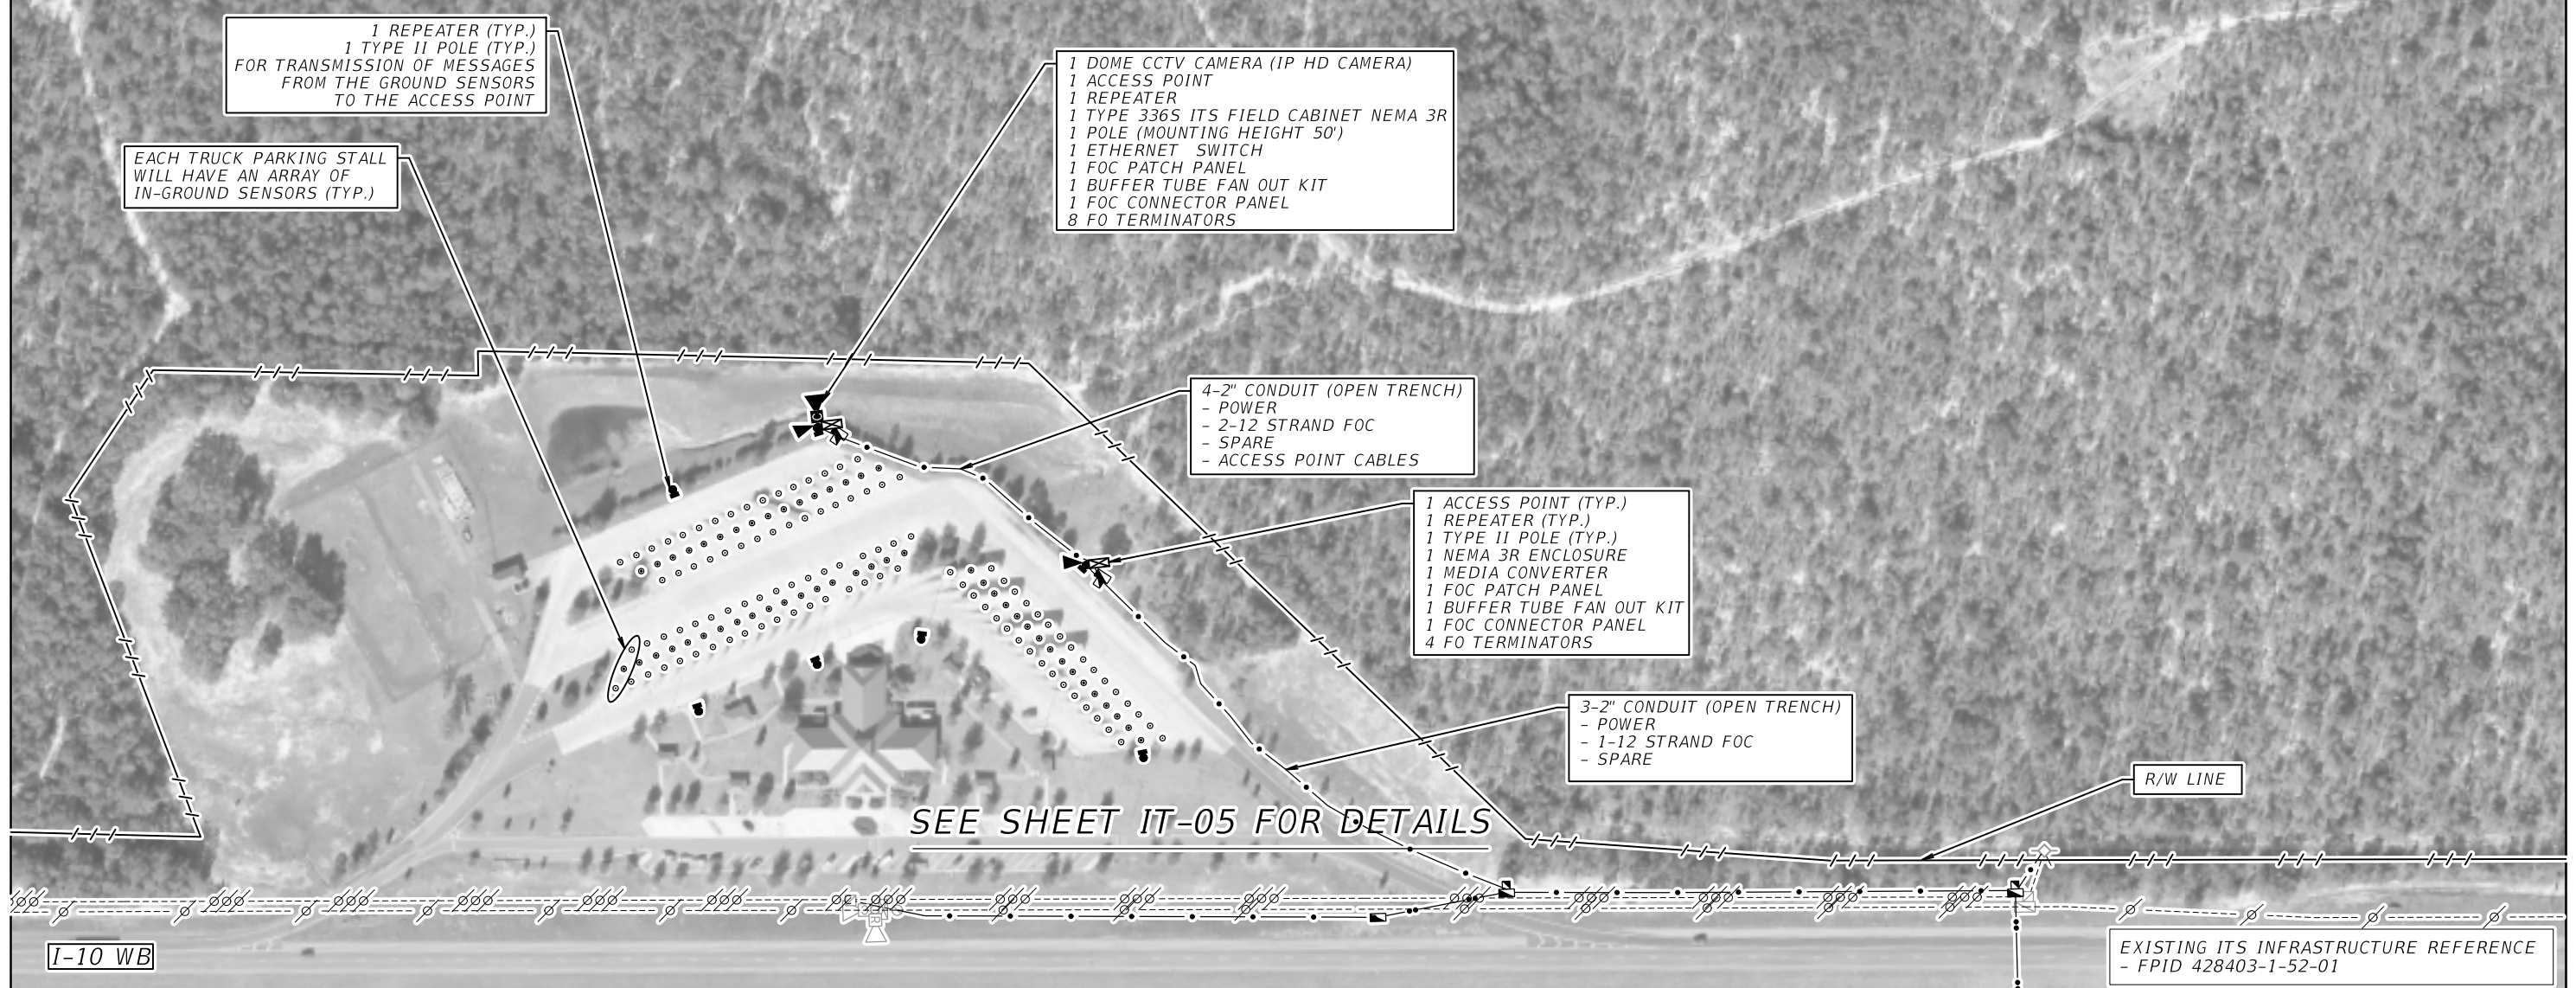 1 REPEATER (TYP.)
1 TYPE II POLE (TYP.)
FOR TRANSMISSION OF MESSAGES
FROM THE GROUND SENSORS
TO THE ACCESS POINT
EACH TRUCK PARKING STALL
WILL HAVE AN ARRAY OF
IN-GROUND SENSORS (TYP.)
1 DOME CCTV CAMERA (IP HD CAMERA)
1 ACCESS POINT
1 REPEATER
1 TYPE 336S ITS FIELD CABINET NEMA 3R
1 POLE (MOUNTING HEIGHT 50')
1 ETHERNET SWITCH
1 FOC PATCH PANEL
1 BUFFER TUBE FAN OUT KIT
1 FOC CONNECTOR PANEL
8 FO TERMINATORS
4-2" CONDUIT (OPEN TRENCH)
- POWER
- 2-12 STRAND FOC
- SPARE
- ACCESS POINT CABLES
1 ACCESS POINT (TYP.)
1 REPEATER (TYP.)
1 TYPE II POLE (TYP.)
1 NEMA 3R ENCLOSURE
1 MEDIA CONVERTER
1 FOC PATCH PANEL
1 BUFFER TUBE FAN OUT KIT
1 FOC CONNECTOR PANEL
4 FO TERMINATORS
3-2" CONDUIT (OPEN TRENCH)
- POWER
- 1-12 STRAND FOC
- SPARE
R/W LINE
SEE SHEET IT-05 FOR DETAILS
I-10 WB
EXISTING ITS INFRASTRUCTURE REFERENCE
- FPID 428403-1-52-01